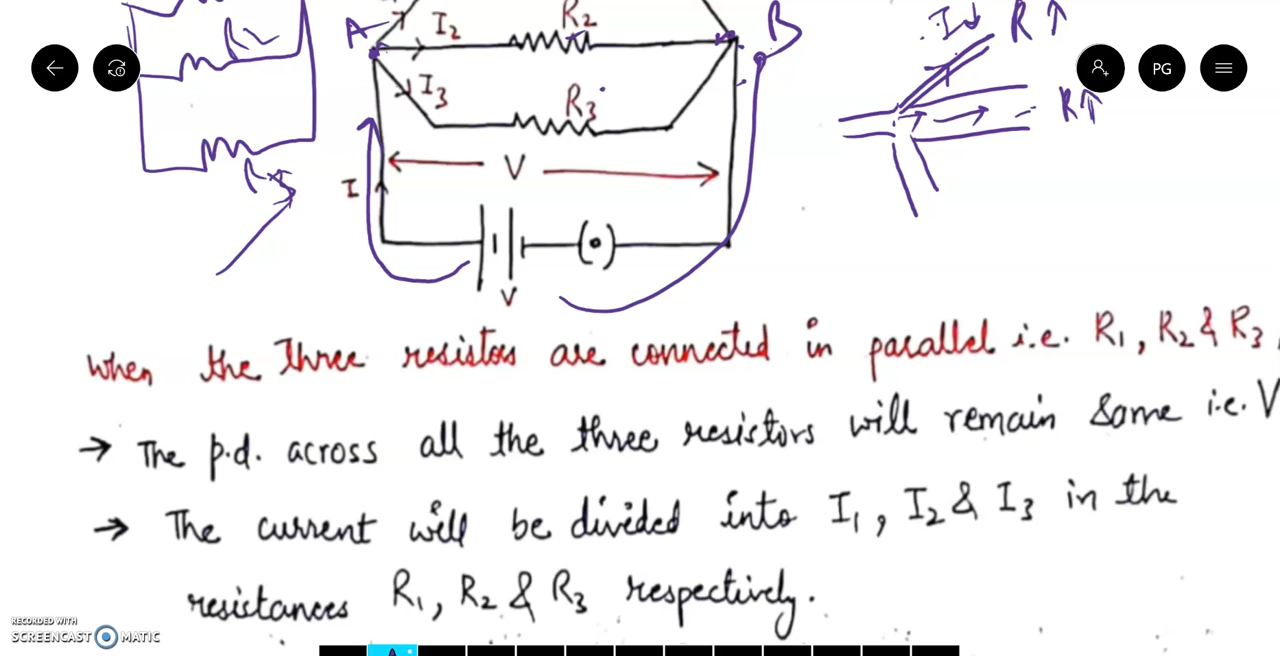 R2
A
I2
R2
B
I↓ R↑
PG
I3
R3
R↑
V
I
V
When the three resistors are connected in parallel i.e. R1, R2 & R3,
→ The p.d. across all the three resistors will remain same i.e. V
→ The current will be divided into I1, I2 & I3 in the
resistances R1, R2 & R3 respectively.
RECORDED WITH
SCREENCAST MATIC